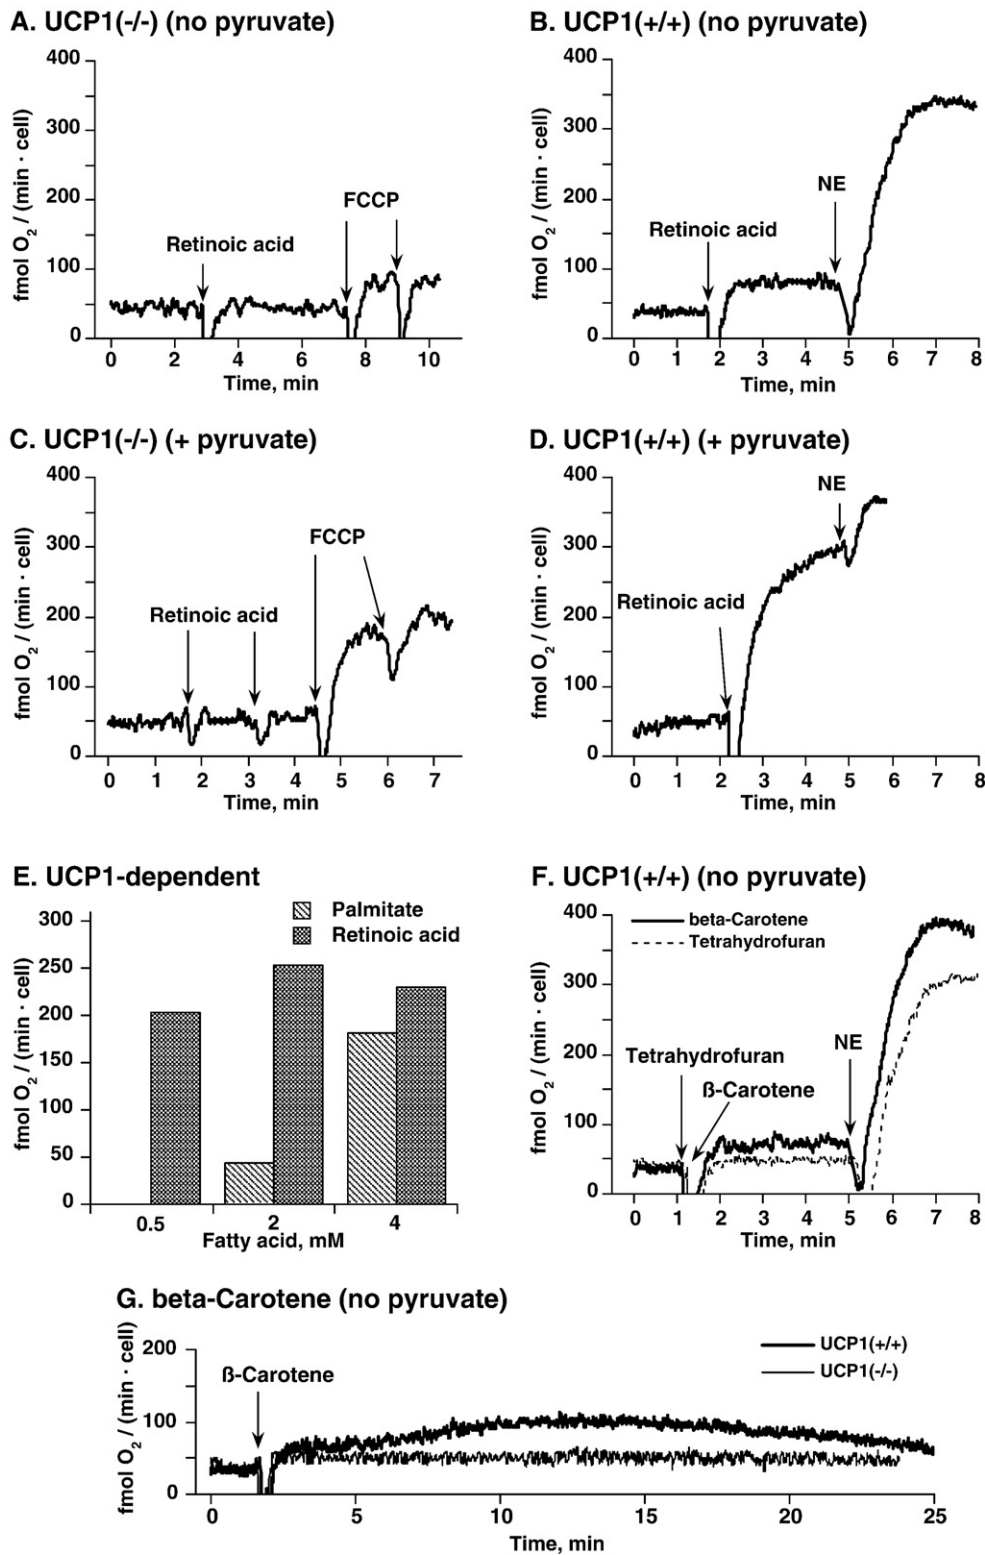 A. UCP1(-/-) (no pyruvate)
400
300
200
100
0
fmol O2 / (min · cell)
Retinoic acid
FCCP
0 2 4 6 8 10
Time, min
B. UCP1(+/+) (no pyruvate)
400
300
200
100
0
fmol O2 / (min · cell)
Retinoic acid
NE
0 1 2 3 4 5 6 7 8
Time, min
C. UCP1(-/-) (+ pyruvate)
400
300
200
100
0
fmol O2 / (min · cell)
Retinoic acid
FCCP
0 1 2 3 4 5 6 7
Time, min
D. UCP1(+/+) (+ pyruvate)
400
300
200
100
0
fmol O2 / (min · cell)
Retinoic acid
NE
0 1 2 3 4 5 6 7 8
Time, min
E. UCP1-dependent
Palmitate
Retinoic acid
300
250
200
150
100
50
0
fmol O2 / (min · cell)
0.5 2 4
Fatty acid, mM
F. UCP1(+/+) (no pyruvate)
400
300
200
100
0
fmol O2 / (min · cell)
beta-Carotene
Tetrahydrofuran
Tetrahydrofuran
ß-Carotene
NE
0 1 2 3 4 5 6 7 8
Time, min
G. beta-Carotene (no pyruvate)
200
100
0
fmol O2 / (min · cell)
ß-Carotene
UCP1(+/+)
UCP1(-/-)
0 5 10 15 20 25
Time, min